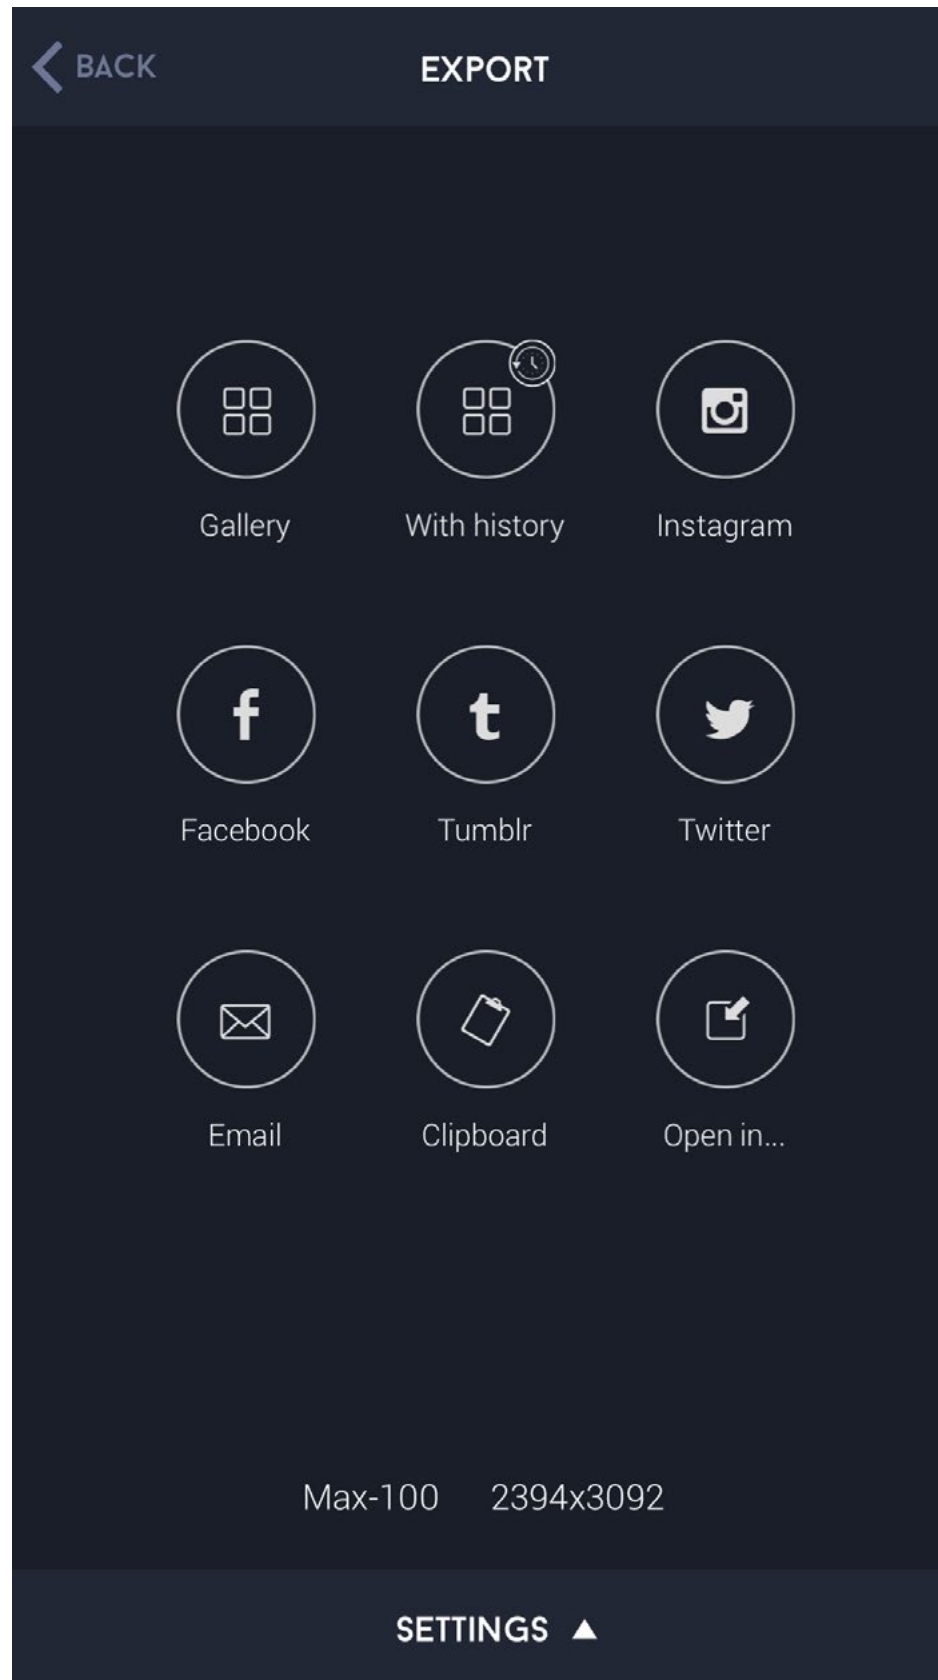 BACK
EXPORT
Gallery
With history
Instagram
Facebook
Tumblr
Twitter
Email
Clipboard
Open in...
Max-100
2394x3092
SETTINGS